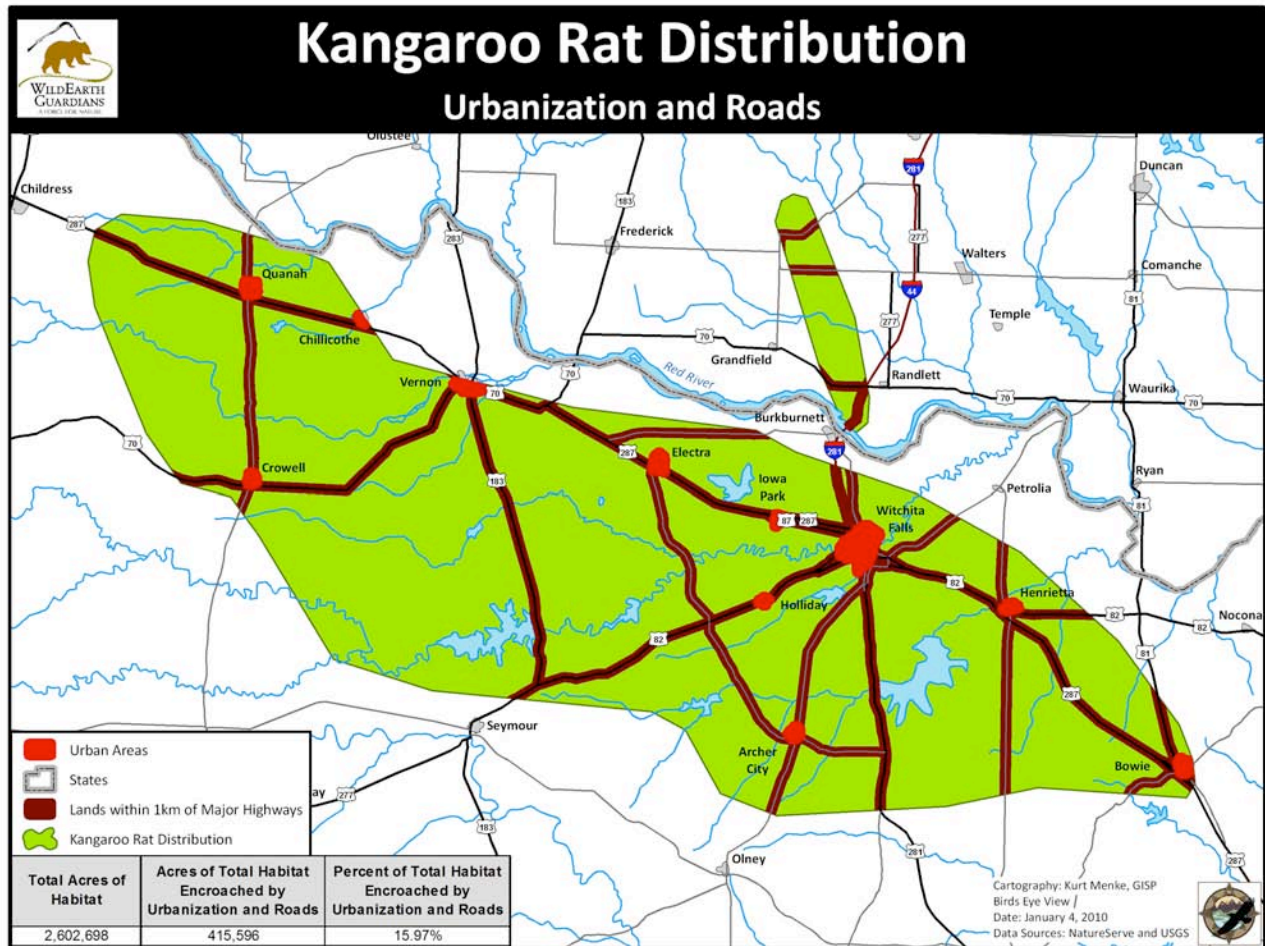 WILDEARTH
GUARDIANS
A FORCE FOR NATURE
Kangaroo Rat Distribution
Urbanization and Roads
Olustee
281
Duncan
Childress
287
183
283
Frederick
277
Walters
Quanah
Comanche
44
81
Temple
Chillicothe
277
70
Grandfield
Red River
Vernon
70
70
Randlett
Waurika
70
70
Burkburnett
70
281
Electra
287
Crowell
183
Iowa
Park
Ryan
Petrolia
81
87
287
Witchita
Falls
82
Henrietta
Holliday
82
82
Nocona
82
81
287
Seymour
Archer
City
Bowie
ay
277
183
281
287
Olney
Urban Areas
States
Lands within 1km of Major Highways
Kangaroo Rat Distribution
Total Acres of
Habitat
Acres of Total Habitat
Encroached by
Urbanization and Roads
Percent of Total Habitat
Encroached by
Urbanization and Roads
2,602,698
415,596
15.97%
Cartography: Kurt Menke, GISP
Birds Eye View /
Date: January 4, 2010
Data Sources: NatureServe and USGS